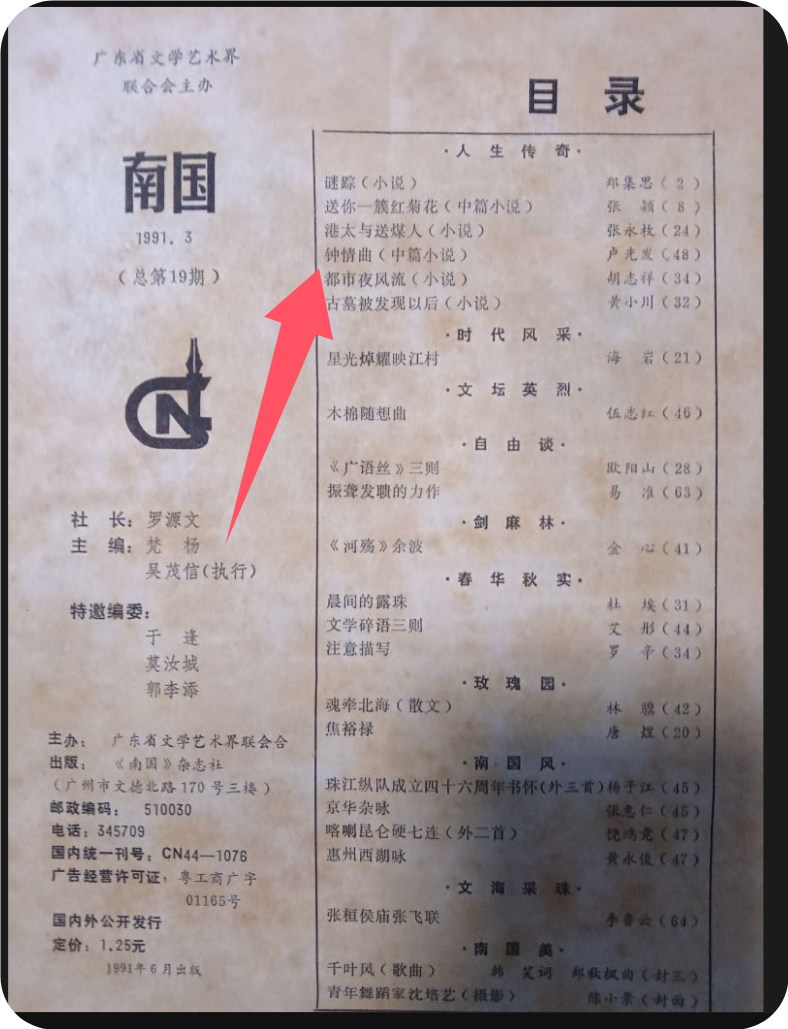 广东省文学艺术界
联合会主办
南国
1991.3
(总第19期)
N
社 长：罗源文
主 编：梵 杨
吴茂信(执行)
特邀编委：
于 逢
莫汝城
郭李添
主办： 广东省文学艺术界联会合
出版： 《南国》杂志社
(广州市文德北路170号三楼)
邮政编码： 510030
电话：345709
国内统一刊号：CN44—1076
广告经营许可证：粤工商广字
01165号
国内外公开发行
定价：1.25元
1991年6月出版
目 录
·人 生 传 奇·
谜踪(小说) 郑集思(2)
送你一簇红菊花(中篇小说) 张 颖(8)
港太与送煤人(小说) 张永枚(24)
钟情曲(中篇小说) 卢先发(48)
都市夜风流(小说) 胡志祥(34)
古墓被发现以后(小说) 黄小川(32)
·时 代 风 采·
星光焯耀映江村 海 岩(21)
·文 坛 英 烈·
木棉随想曲 伍志红(46)
·自 由 谈·
《广语丝》三则 欧阳山(28)
振聋发聩的力作 易 准(63)
·剑 麻 林·
《河殇》余波 金 心(41)
·春 华 秋 实·
晨间的露珠 杜 埃(31)
文学碎语三则 艾 彤(44)
注意描写 罗 辛(34)
·玫 瑰 园·
魂牵北海(散文) 林 骥(42)
焦裕禄 唐 煜(20)
·南 国 风·
珠江纵队成立四十六周年书怀(外三首)杨子江(45)
京华杂咏 张惠仁(45)
喀喇昆仑硬七连(外二首) 饶鸿竞(47)
惠州西湖咏 黄永俊(47)
·文 海 采 珠·
张桓侯庙张飞联 李鲁云(64)
·南 国 美·
千叶风(歌曲) 韩 笑词 郑秋枫曲(封三)
青年舞蹈家沈培艺(摄影) 陈小景(封面)